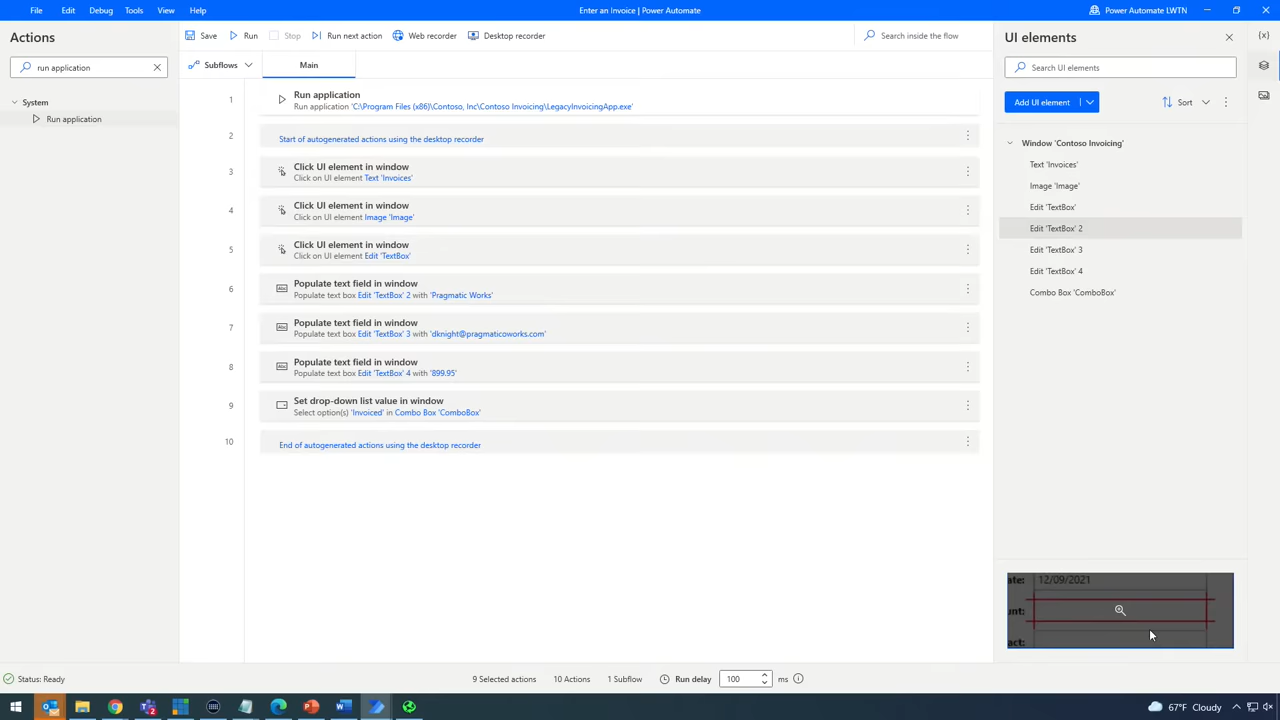 File Edit Debug Tools View Help
Enter an Invoice | Power Automate
Power Automate LWTN
Actions
run application
System
Run application
Save Run Stop Run next action Web recorder Desktop recorder
Search inside the flow
Subflows Main
1
Run application
Run application 'C:\Program Files (x86)\Contoso, Inc\Contoso Invoicing\LegacyInvoicingApp.exe'
2
Start of autogenerated actions using the desktop recorder
3
Click UI element in window
Click on UI element Text 'Invoices'
4
Click UI element in window
Click on UI element Image 'Image'
5
Click UI element in window
Click on UI element Edit 'TextBox'
6
Populate text field in window
Populate text box Edit 'TextBox' 2 with 'Pragmatic Works'
7
Populate text field in window
Populate text box Edit 'TextBox' 3 with 'dknight@pragmaticoworks.com'
8
Populate text field in window
Populate text box Edit 'TextBox' 4 with '899.95'
9
Set drop-down list value in window
Select option(s) 'Invoiced' in Combo Box 'ComboBox'
10
End of autogenerated actions using the desktop recorder
UI elements
Search UI elements
Add UI element
Sort
Window 'Contoso Invoicing'
Text 'Invoices'
Image 'Image'
Edit 'TextBox'
Edit 'TextBox' 2
Edit 'TextBox' 3
Edit 'TextBox' 4
Combo Box 'ComboBox'
ate: 12/09/2021
unt:
act:
Status: Ready
9 Selected actions 10 Actions 1 Subflow Run delay 100 ms
67°F Cloudy